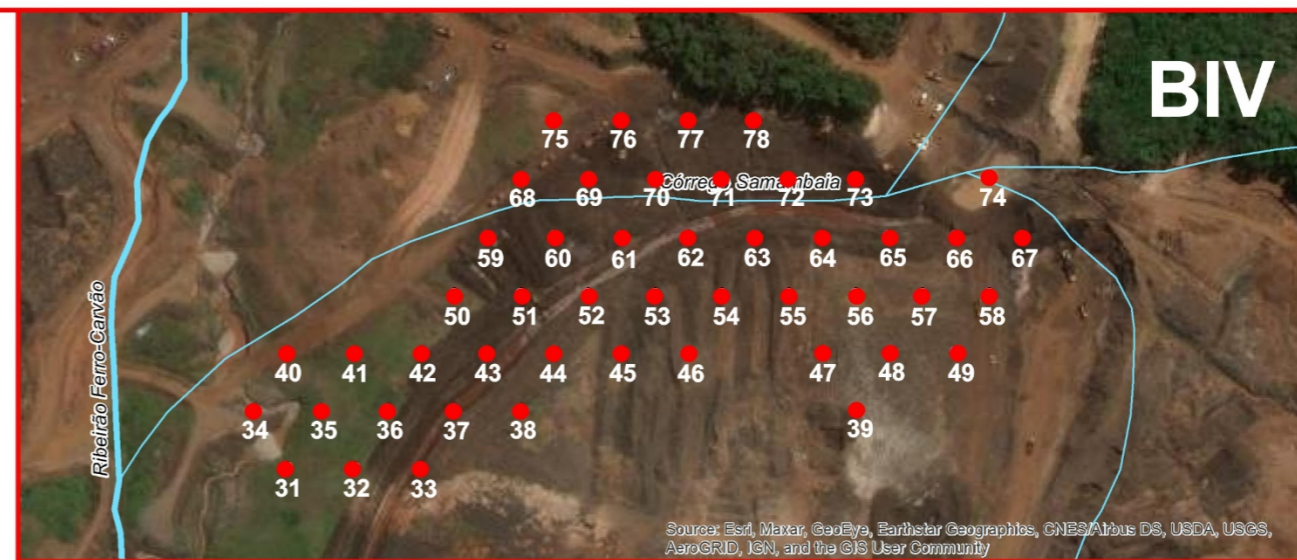 BIV
75 76 77 78
Córrego Samambaia
68 69 70 71 72 73 74
59 60 61 62 63 64 65 66 67
50 51 52 53 54 55 56 57 58
Ribeirão Ferro-Carvão
40 41 42 43 44 45 46 47 48 49
34 35 36 37 38 39
31 32 33
Source: Esri, Maxar, GeoEye, Earthstar Geographics, CNES/Airbus DS, USDA, USGS,
AeroGRID, IGN, and the GIS User Community